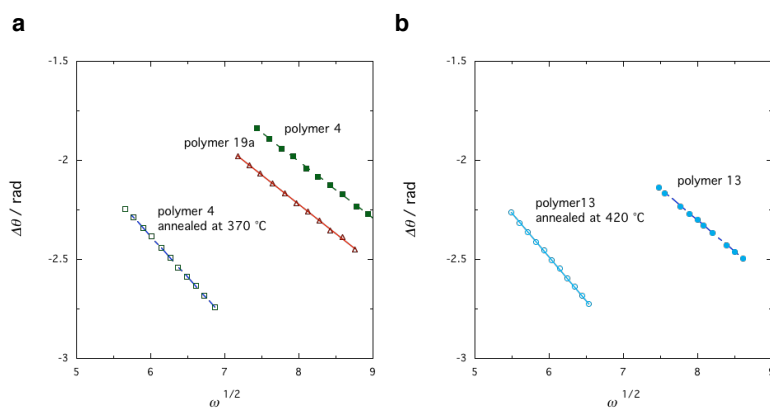 a
b
-1.5
-2
-2.5
-3
5
6
7
8
9
Δθ / rad
ω 1/2
polymer 4
polymer 19a
polymer 4
annealed at 370 °C
-1.5
-2
-2.5
-3
5
6
7
8
9
Δθ / rad
ω 1/2
polymer 13
polymer13
annealed at 420 °C